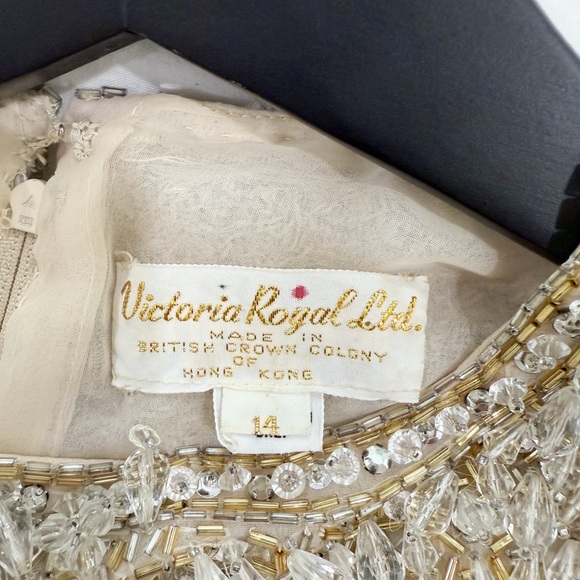 Victoria Royal Ltd.
MADE IN
BRITISH CROWN COLONY
OF
HONG KONG
14